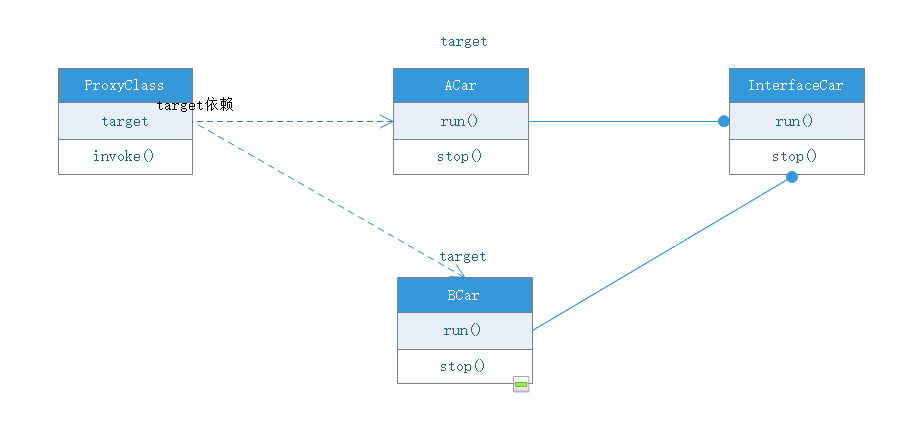 target
ProxyClass
target依赖
target
invoke()
ACar
run()
stop()
InterfaceCar
run()
stop()
target
BCar
run()
stop()